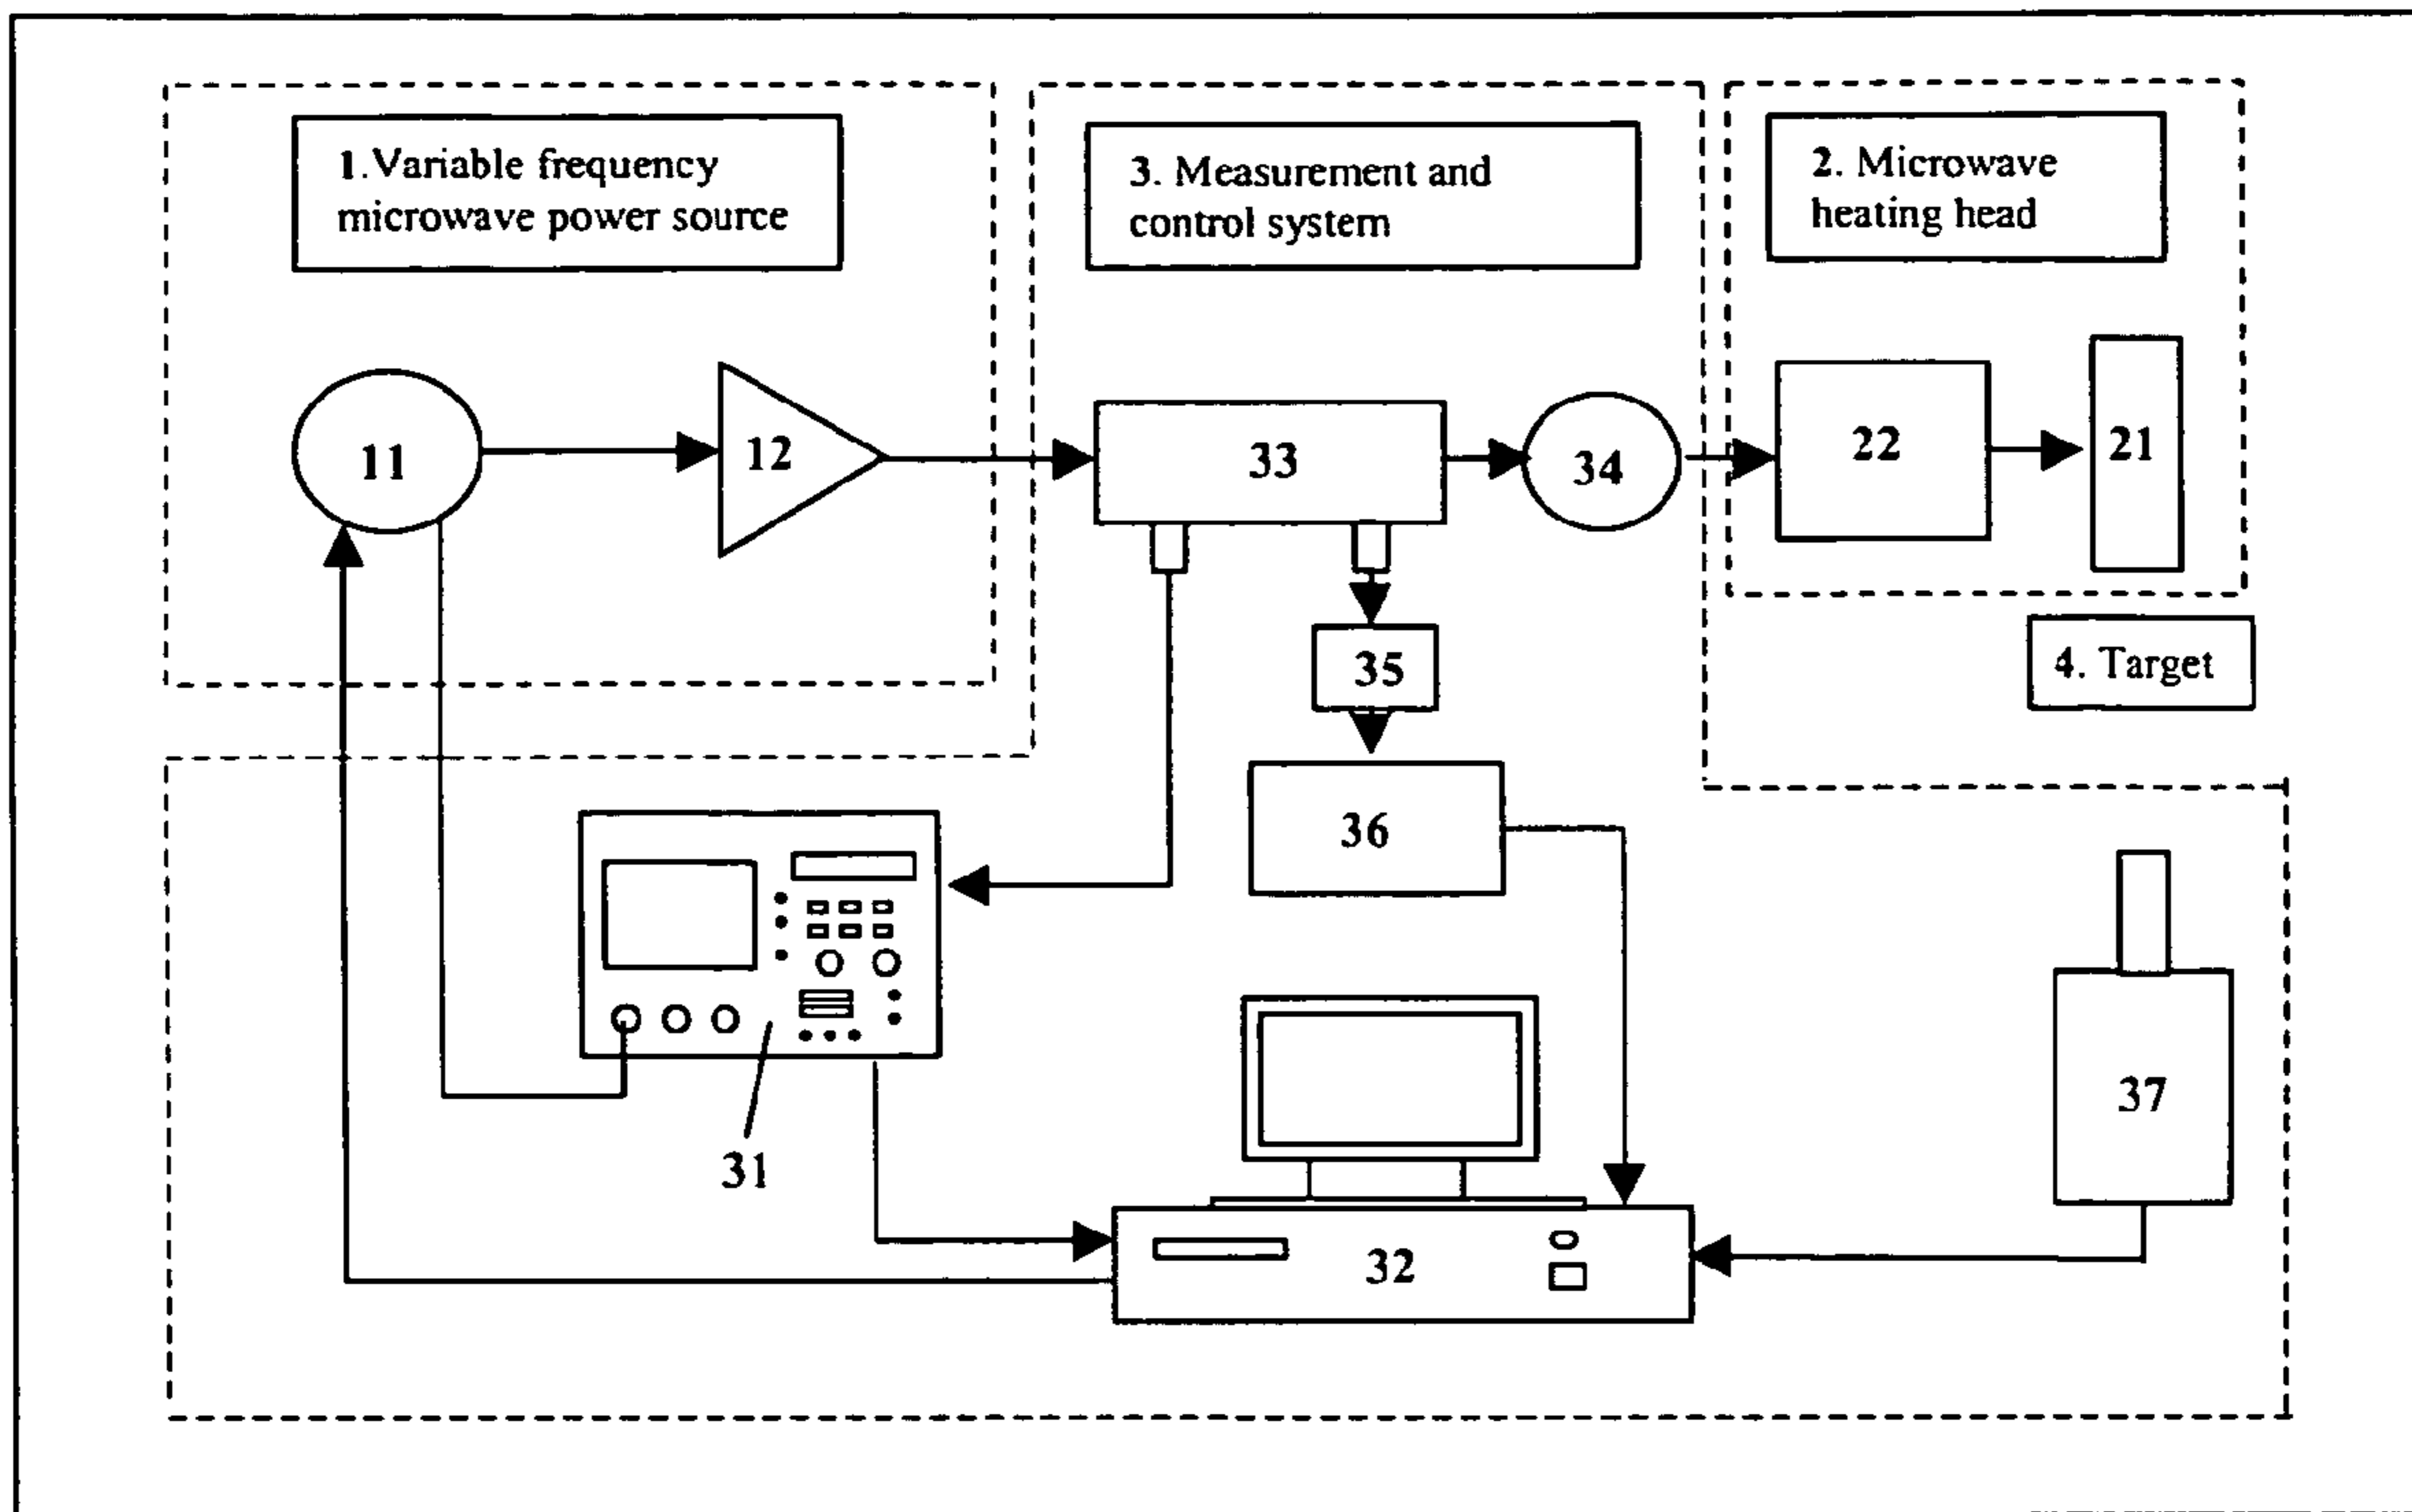 1.Variable frequency
microwave power source
3. Measurement and
control system
2. Microwave
heating head
11
12
33
34
22
21
35
4. Target
36
31
32
37